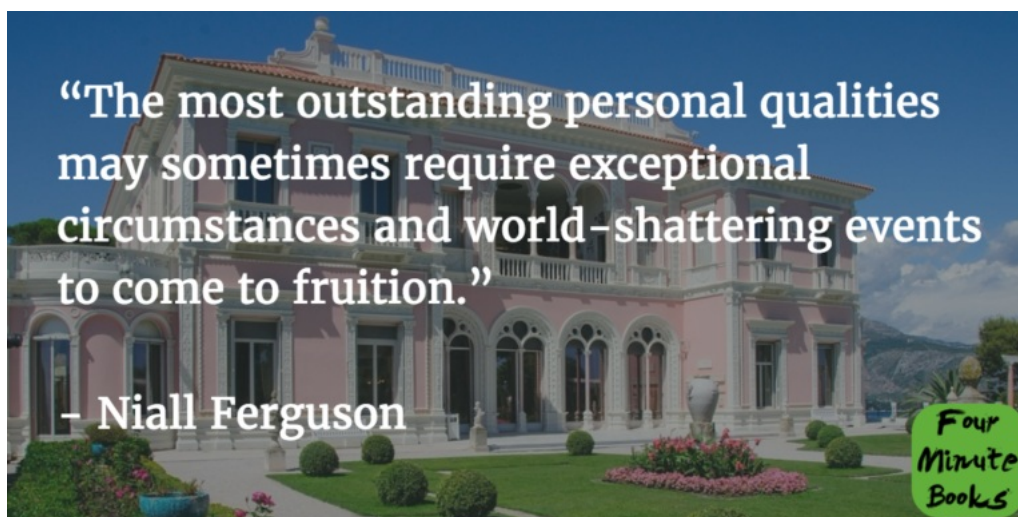 “The most outstanding personal qualities
may sometimes require exceptional
circumstances and world-shattering events
to come to fruition.”
- Niall Ferguson
Four
Minute
Books